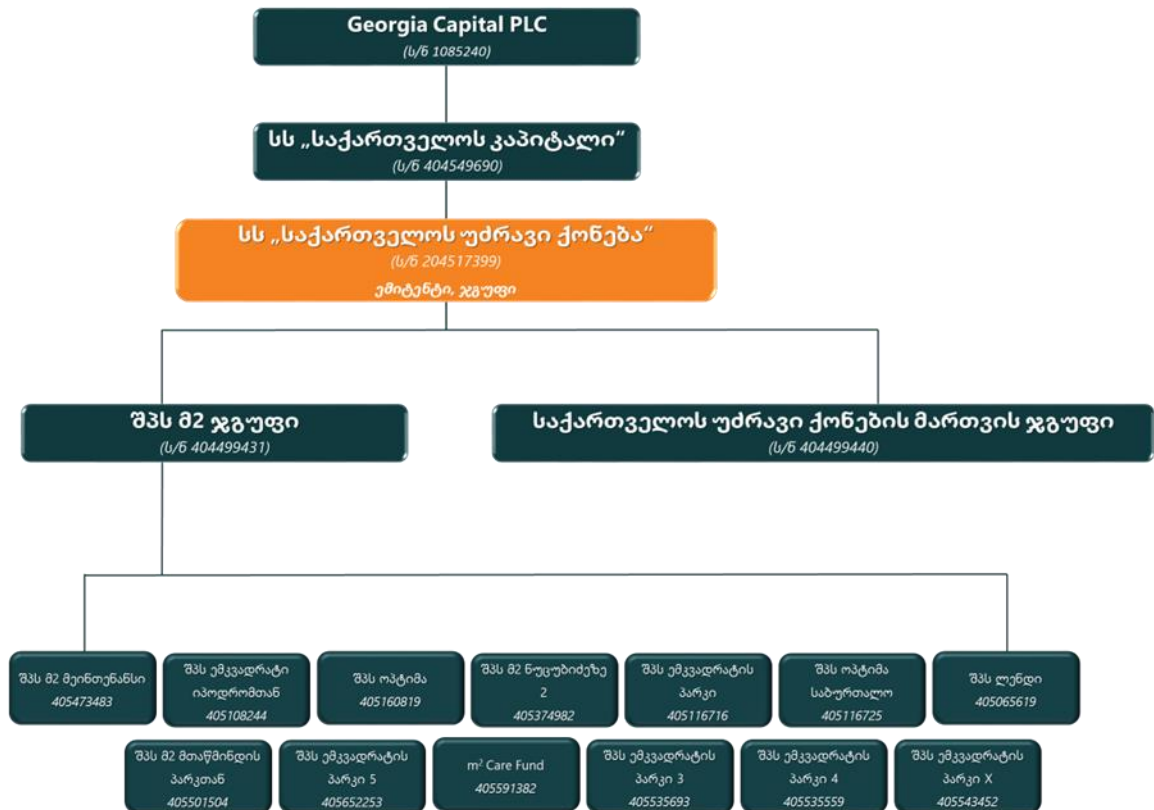 Georgia Capital PLC
(ს/ნ 1085240)
სს „საქართველოს კაპიტალი“
(ს/ნ 404549690)
სს „საქართველოს უძრავი ქონება“
(ს/ნ 204517399)
ემიტენტი, ჯგუფი
შპს მ2 ჯგუფი
(ს/ნ 404499431)
საქართველოს უძრავი ქონების მართვის ჯგუფი
(ს/ნ 404499440)
შპს მ2 მეინთენანსი
405473483
შპს ემკვადრატი
იპოდრომთან
405108244
შპს ოპტიმა
405160819
შპს მ2 ნუცუბიძეზე
2
405374982
შპს ემკვადრატის
პარკი
405116716
შპს ოპტიმა
საბურთალო
405116725
შპს ლენდი
405065619
შპს მ2 მთაწმინდის
პარკთან
405501504
შპს ემკვადრატის
პარკი 5
405652253
m² Care Fund
405591382
შპს ემკვადრატის
პარკი 3
405535693
შპს ემკვადრატის
პარკი 4
405535559
შპს ემკვადრატის
პარკი X
405543452